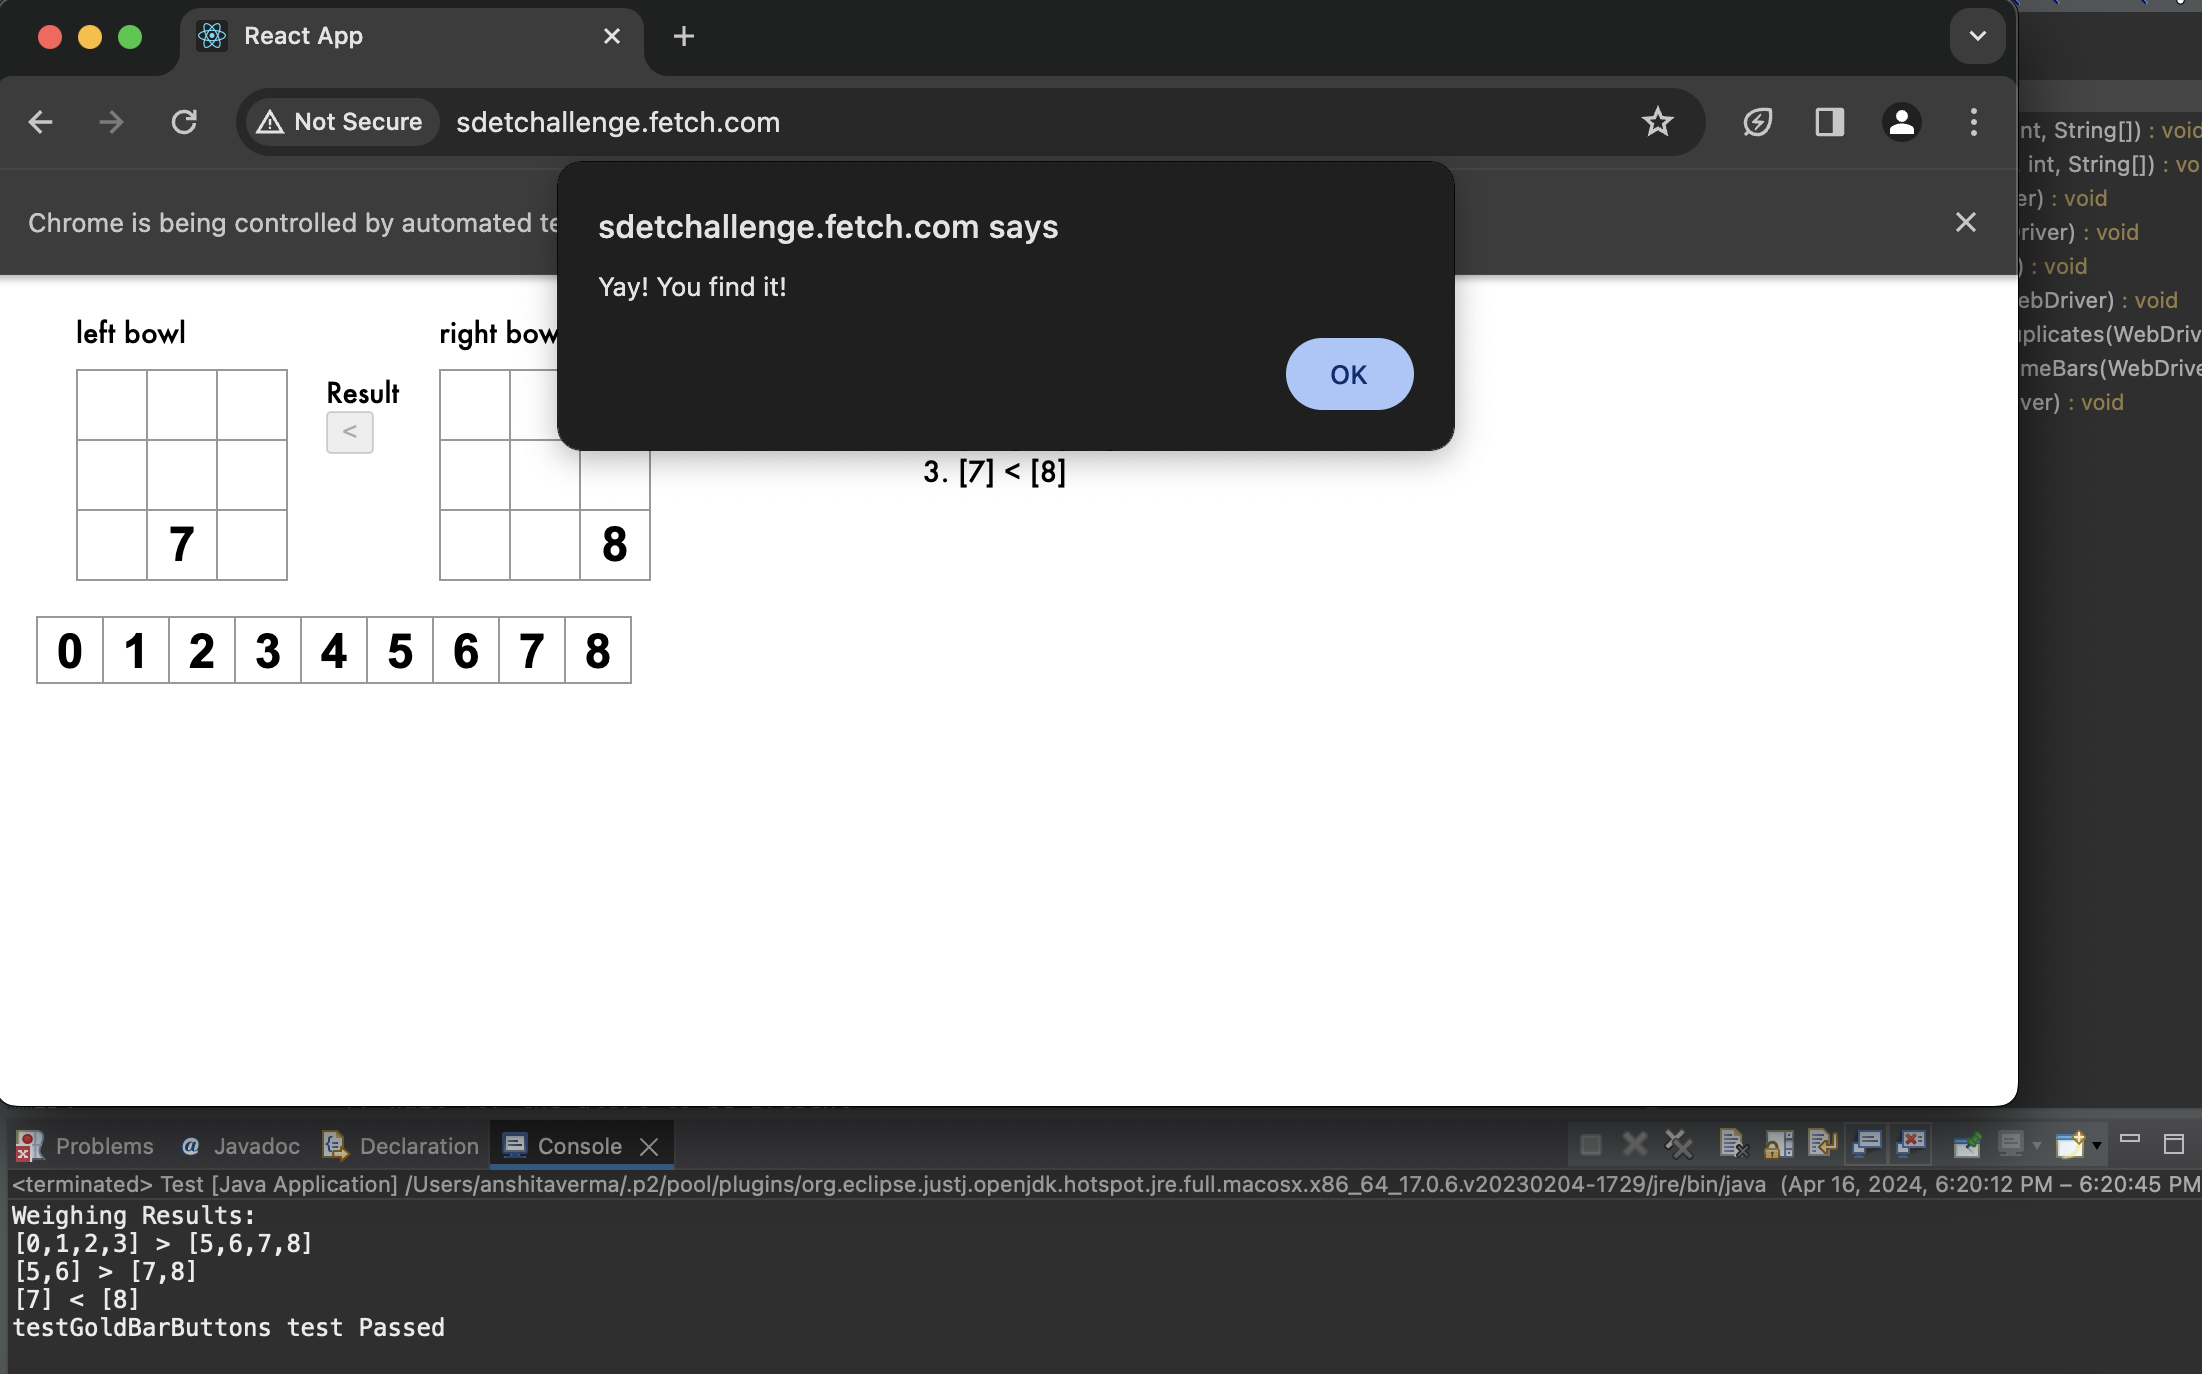 React App
Not Secure sdetchallenge.fetch.com
nt, String[]) : void
int, String[]) : vo
er) : void
river) : void
) : void
ebDriver) : void
plicates(WebDriv
meBars(WebDrive
ver) : void
Chrome is being controlled by automated te
sdetchallenge.fetch.com says
Yay! You find it!
OK
left bowl
right bow
Result
<
3. [7] < [8]
7
8
0 1 2 3 4 5 6 7 8
Problems @ Javadoc Declaration Console
<terminated> Test [Java Application] /Users/anshitaverma/.p2/pool/plugins/org.eclipse.justj.openjdk.hotspot.jre.full.macosx.x86_64_17.0.6.v20230204-1729/jre/bin/java (Apr 16, 2024, 6:20:12 PM – 6:20:45 PM
Weighing Results:
[0,1,2,3] > [5,6,7,8]
[5,6] > [7,8]
[7] < [8]
testGoldBarButtons test Passed